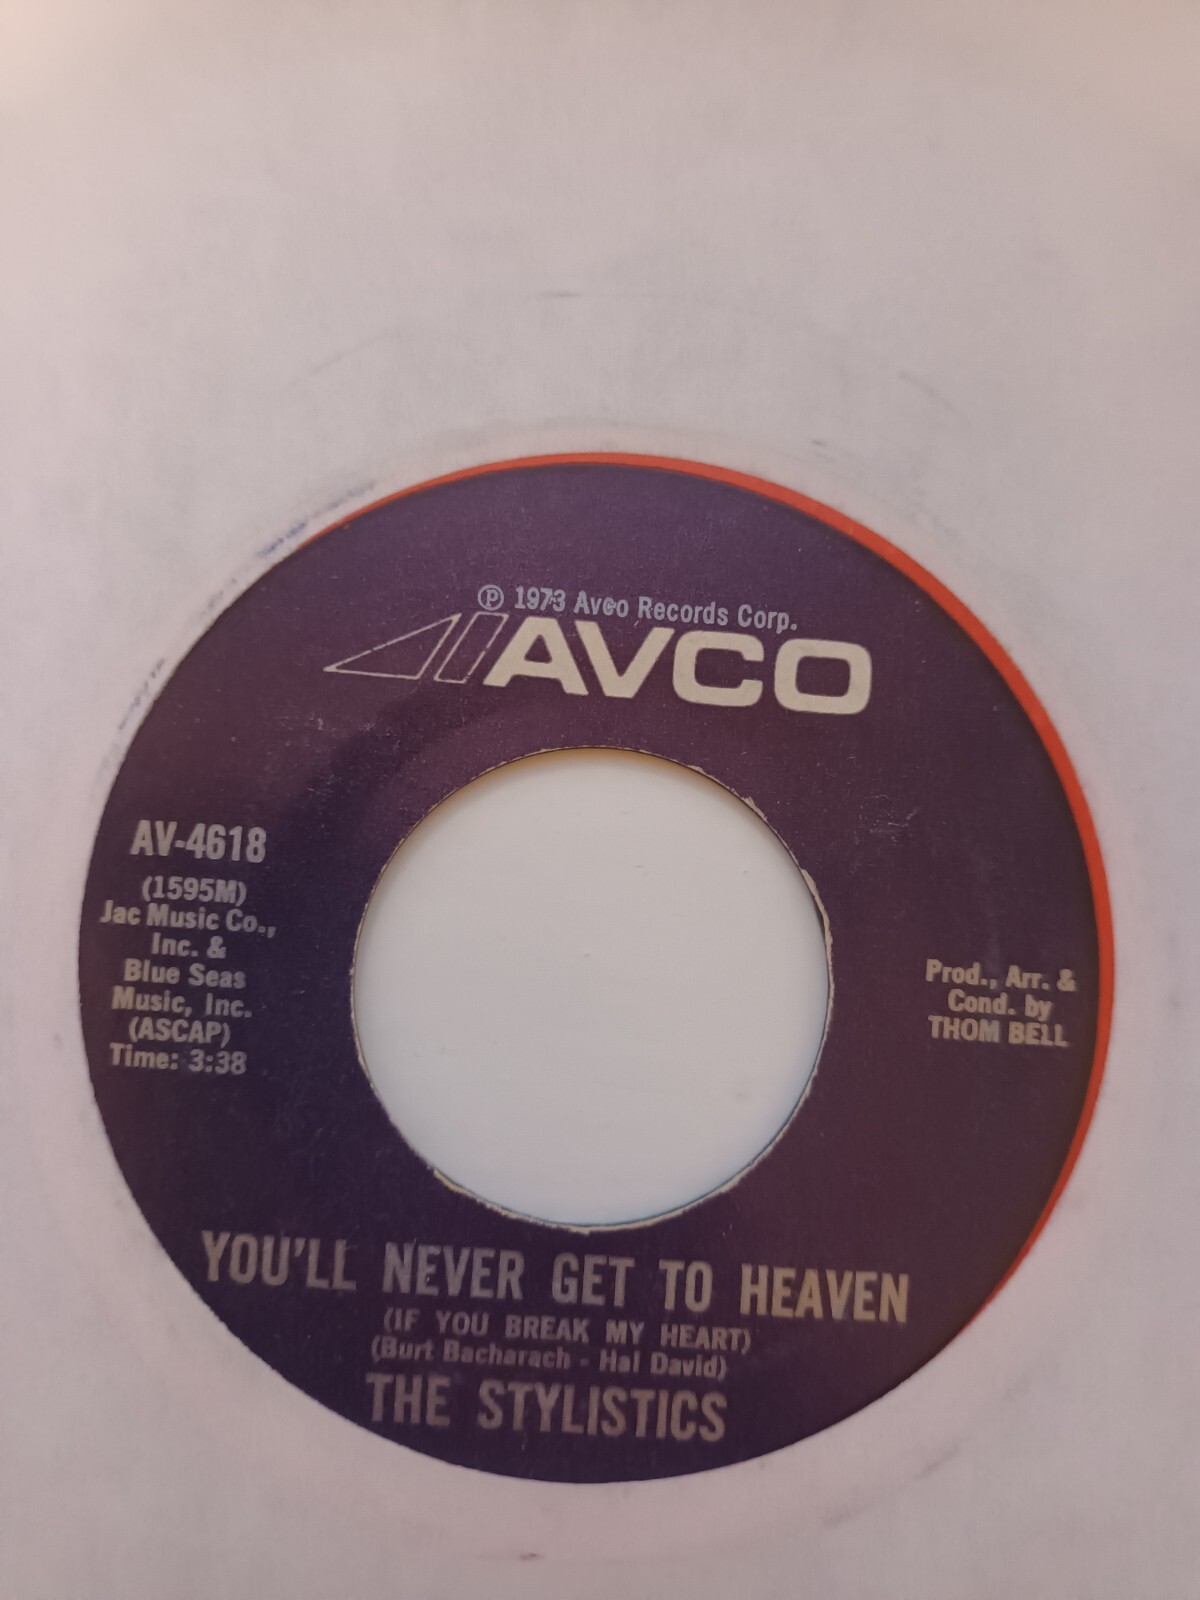 ℗ 1973 Avco Records Corp.
AVCO
AV-4618
(1595M)
Jac Music Co.,
Inc. &
Blue Seas
Music, Inc.
(ASCAP)
Time: 3:38
Prod., Arr. &
Cond. by
THOM BELL
YOU'LL NEVER GET TO HEAVEN
(IF YOU BREAK MY HEART)
(Burt Bacharach - Hal David)
THE STYLISTICS